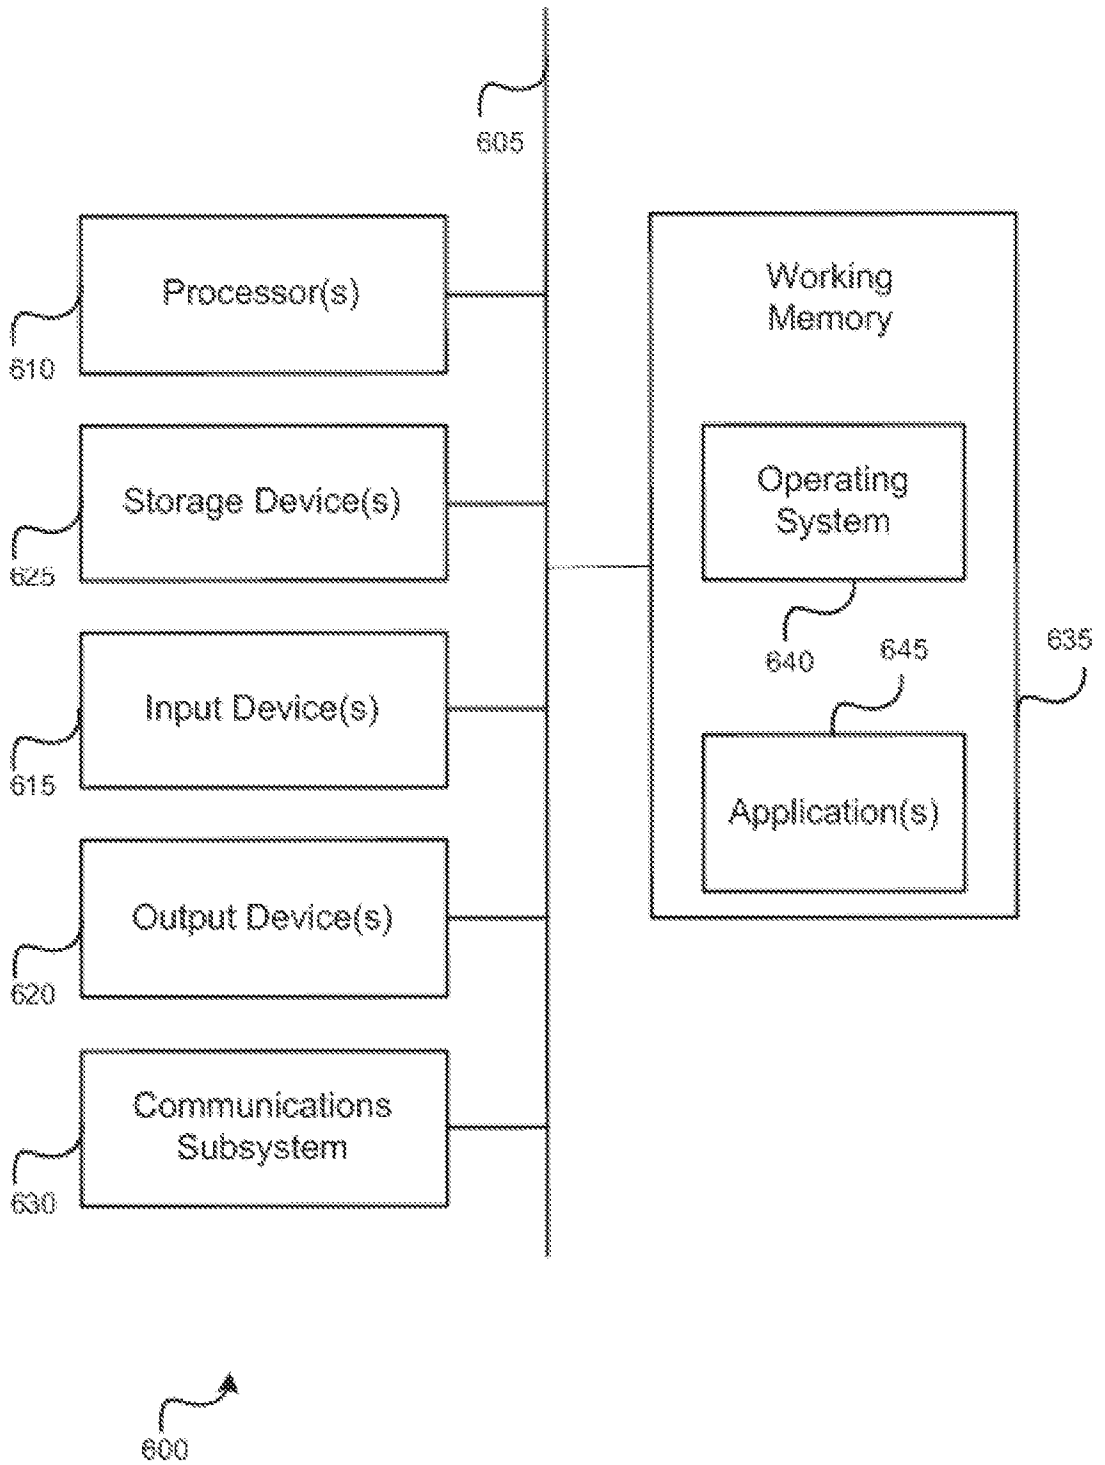 605
Processor(s)
610
Storage Device(s)
625
Input Device(s)
615
Output Device(s)
620
Communications
Subsystem
630
Working
Memory
Operating
System
640
645
635
Application(s)
600